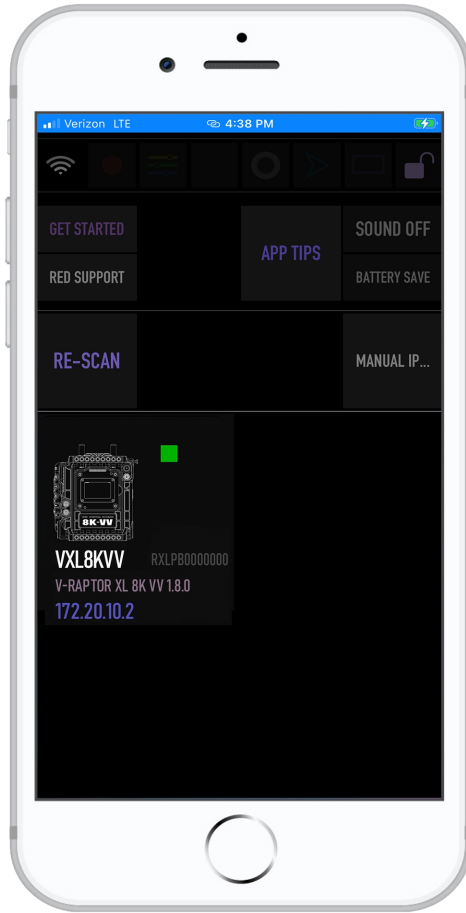 Verizon LTE 4:38 PM
GET STARTED
RED SUPPORT
APP TIPS
SOUND OFF
BATTERY SAVE
RE-SCAN
MANUAL IP...
8K-VV
VXL8KVV RXLPB0000000
V-RAPTOR XL 8K VV 1.8.0
172.20.10.2